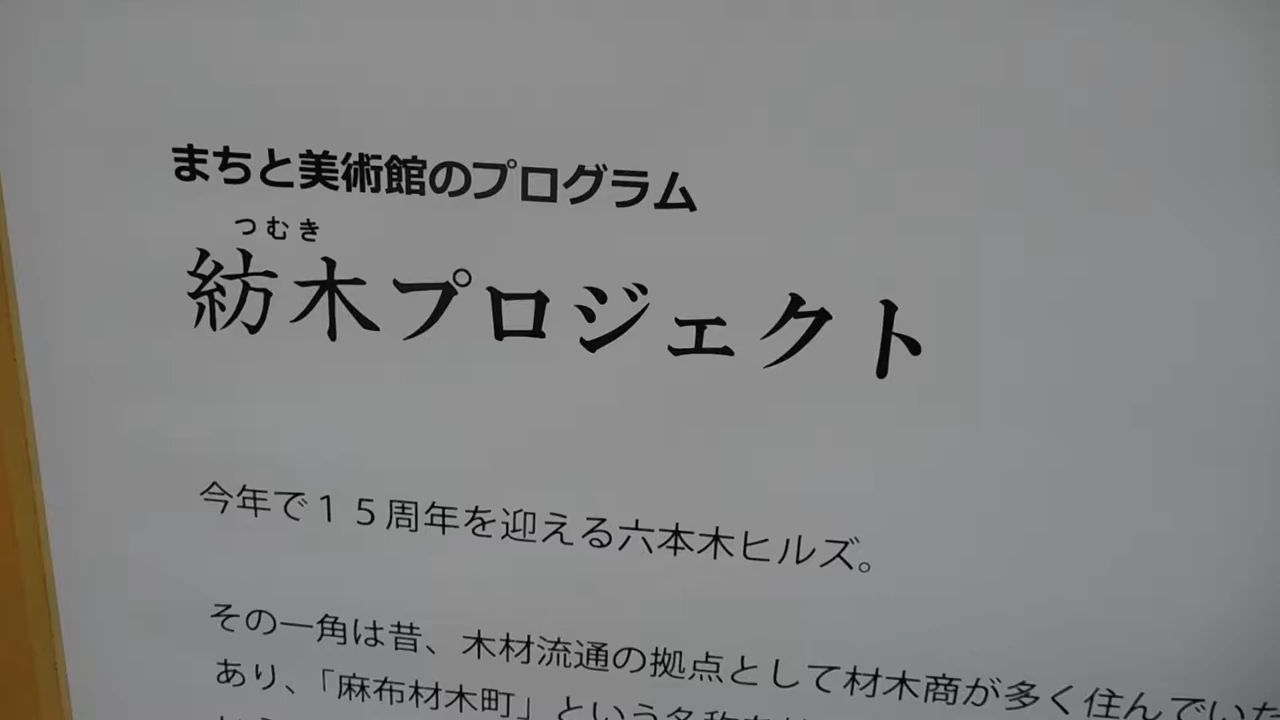 まちと美術館のプログラム
つむき
紡木プロジェクト
今年で１５周年を迎える六本木ヒルズ。
その一角は昔、木材流通の拠点として材木商が多く住んでいた
あり、「麻布材木町」という名称